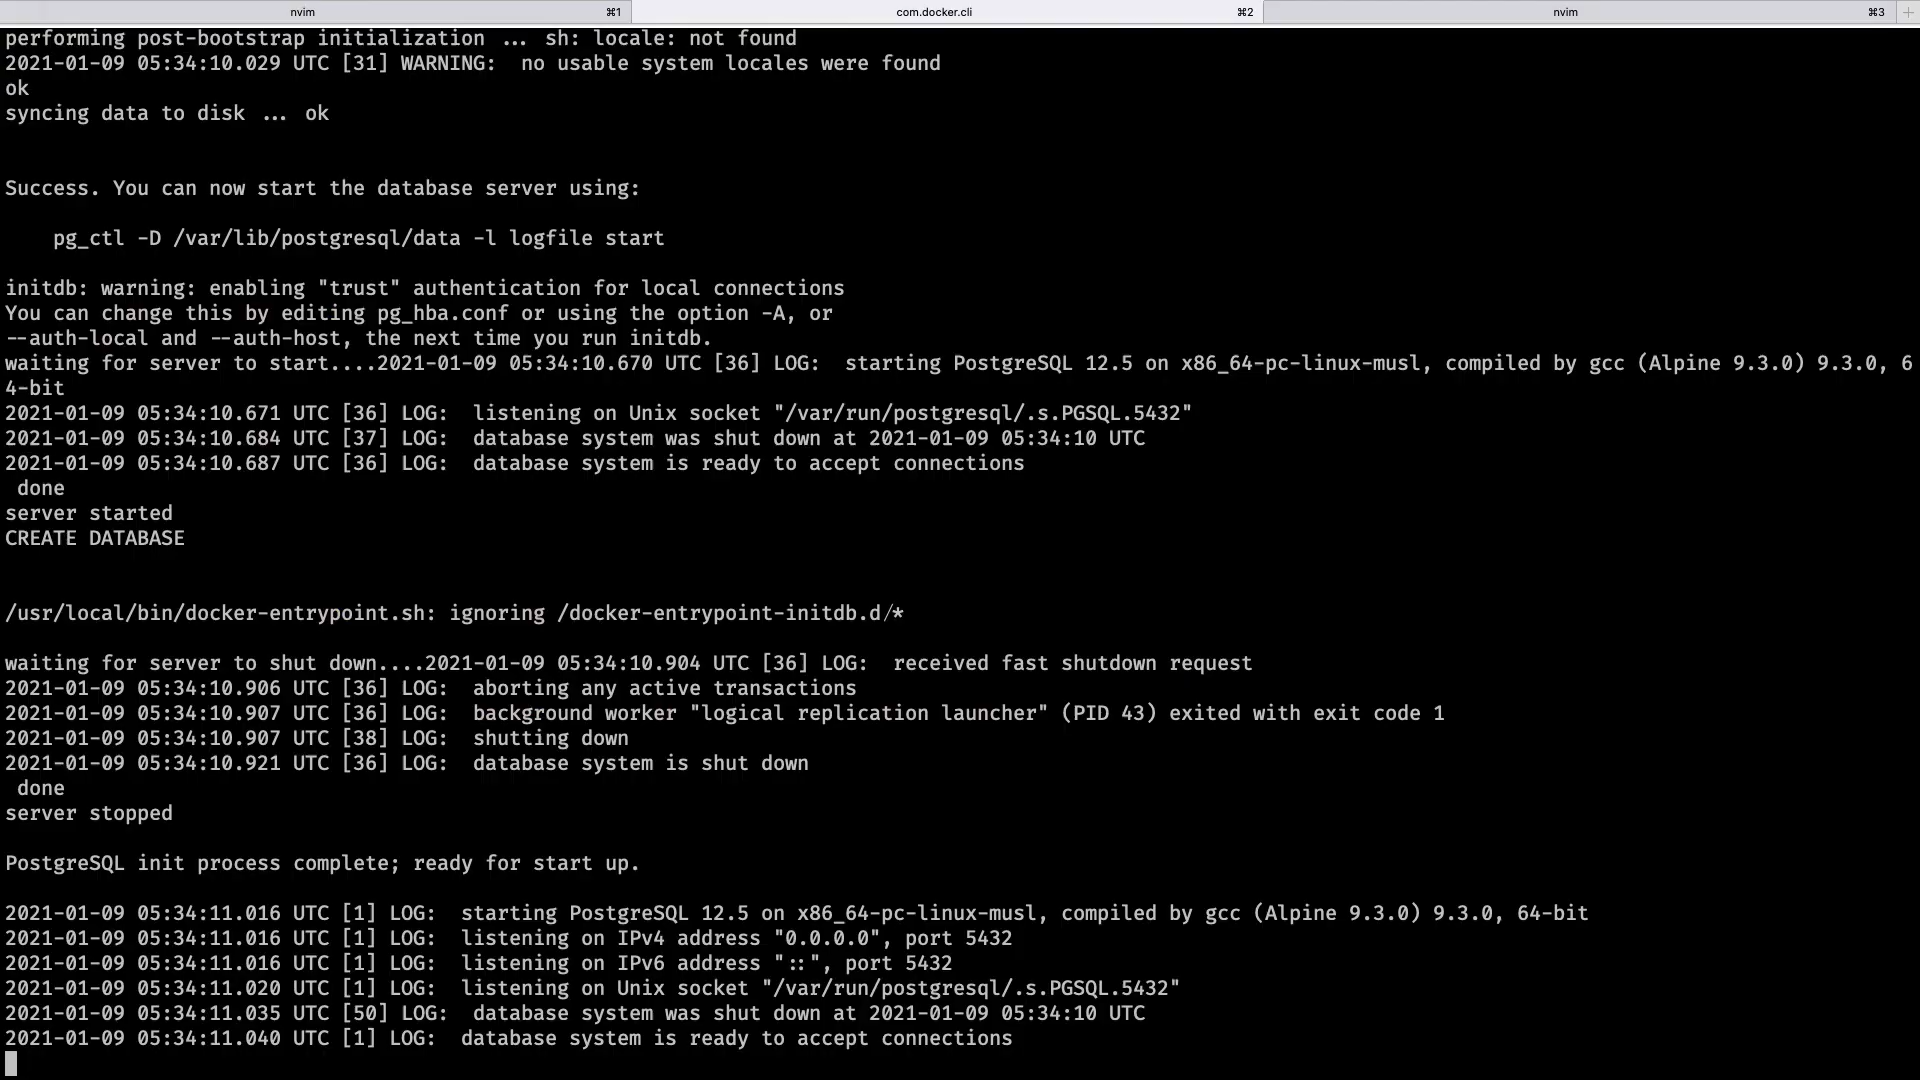 nvim ⌘1 com.docker.cli ⌘2 nvim ⌘3 +
performing post-bootstrap initialization ... sh: locale: not found
2021-01-09 05:34:10.029 UTC [31] WARNING:  no usable system locales were found
ok
syncing data to disk ... ok
Success. You can now start the database server using:
pg_ctl -D /var/lib/postgresql/data -l logfile start
initdb: warning: enabling "trust" authentication for local connections
You can change this by editing pg_hba.conf or using the option -A, or
--auth-local and --auth-host, the next time you run initdb.
waiting for server to start....2021-01-09 05:34:10.670 UTC [36] LOG:  starting PostgreSQL 12.5 on x86_64-pc-linux-musl, compiled by gcc (Alpine 9.3.0) 9.3.0, 6
4-bit
2021-01-09 05:34:10.671 UTC [36] LOG:  listening on Unix socket "/var/run/postgresql/.s.PGSQL.5432"
2021-01-09 05:34:10.684 UTC [37] LOG:  database system was shut down at 2021-01-09 05:34:10 UTC
2021-01-09 05:34:10.687 UTC [36] LOG:  database system is ready to accept connections
done
server started
CREATE DATABASE
/usr/local/bin/docker-entrypoint.sh: ignoring /docker-entrypoint-initdb.d/*
waiting for server to shut down....2021-01-09 05:34:10.904 UTC [36] LOG:  received fast shutdown request
2021-01-09 05:34:10.906 UTC [36] LOG:  aborting any active transactions
2021-01-09 05:34:10.907 UTC [36] LOG:  background worker "logical replication launcher" (PID 43) exited with exit code 1
2021-01-09 05:34:10.907 UTC [38] LOG:  shutting down
2021-01-09 05:34:10.921 UTC [36] LOG:  database system is shut down
done
server stopped
PostgreSQL init process complete; ready for start up.
2021-01-09 05:34:11.016 UTC [1] LOG:  starting PostgreSQL 12.5 on x86_64-pc-linux-musl, compiled by gcc (Alpine 9.3.0) 9.3.0, 64-bit
2021-01-09 05:34:11.016 UTC [1] LOG:  listening on IPv4 address "0.0.0.0", port 5432
2021-01-09 05:34:11.016 UTC [1] LOG:  listening on IPv6 address "::", port 5432
2021-01-09 05:34:11.020 UTC [1] LOG:  listening on Unix socket "/var/run/postgresql/.s.PGSQL.5432"
2021-01-09 05:34:11.035 UTC [50] LOG:  database system was shut down at 2021-01-09 05:34:10 UTC
2021-01-09 05:34:11.040 UTC [1] LOG:  database system is ready to accept connections